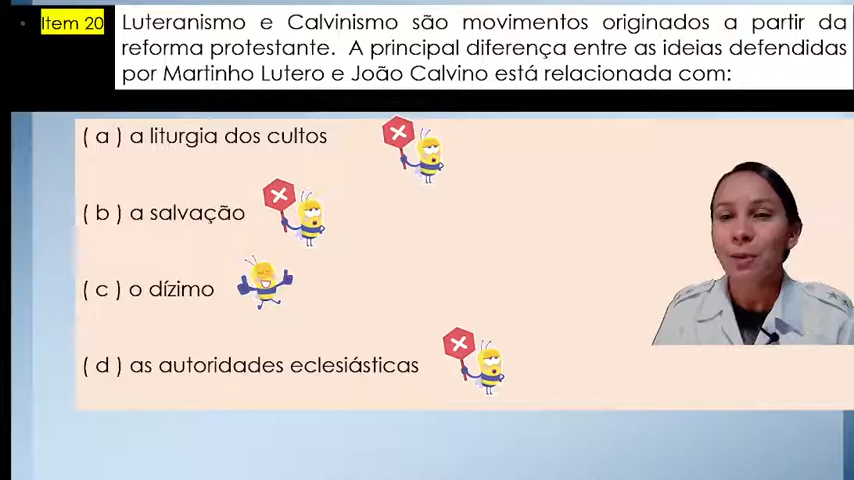 Item 20
Luteranismo e Calvinismo são movimentos originados a partir da
reforma protestante. A principal diferença entre as ideias defendidas
por Martinho Lutero e João Calvino está relacionada com:
( a ) a liturgia dos cultos
( b ) a salvação
( c ) o dízimo
( d ) as autoridades eclesiásticas